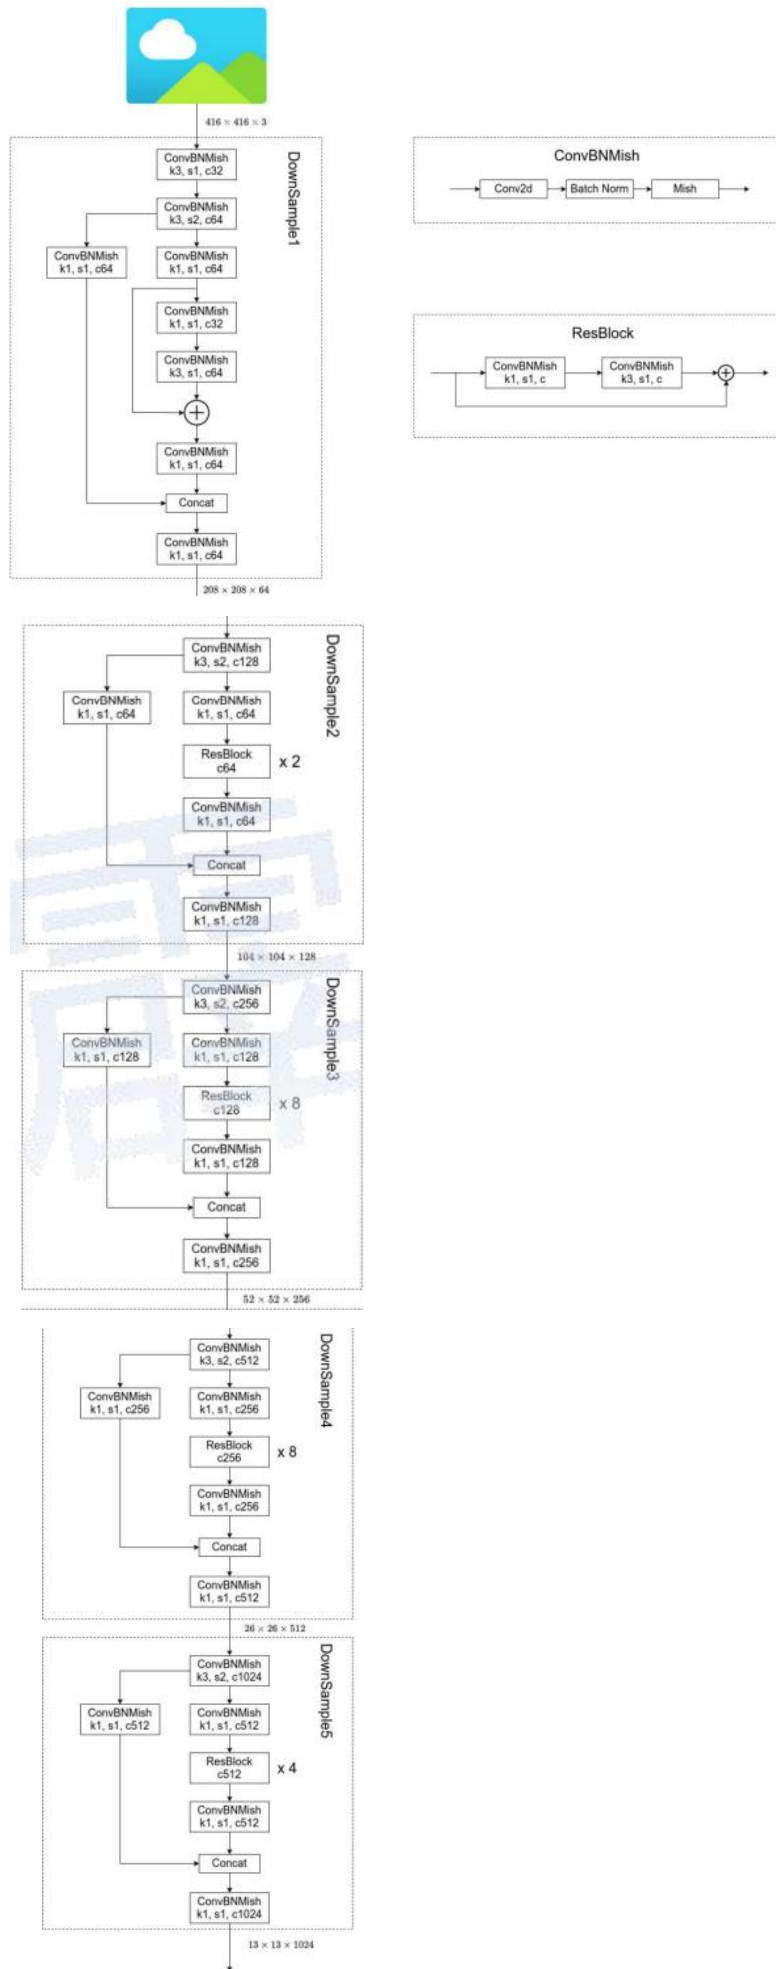 416 × 416 × 3
DownSample1
ConvBNMish
k3, s1, c32
ConvBNMish
k3, s2, c64
ConvBNMish
k1, s1, c64
ConvBNMish
k1, s1, c64
ConvBNMish
k1, s1, c32
ConvBNMish
k3, s1, c64
ConvBNMish
k1, s1, c64
Concat
ConvBNMish
k1, s1, c64
208 × 208 × 64
ConvBNMish
Conv2d
Batch Norm
Mish
ResBlock
ConvBNMish
k1, s1, c
ConvBNMish
k3, s1, c
DownSample2
ConvBNMish
k3, s2, c128
ConvBNMish
k1, s1, c64
ConvBNMish
k1, s1, c64
ResBlock
c64
x 2
ConvBNMish
k1, s1, c64
Concat
ConvBNMish
k1, s1, c128
104 × 104 × 128
DownSample3
ConvBNMish
k3, s2, c256
ConvBNMish
k1, s1, c128
ConvBNMish
k1, s1, c128
ResBlock
c128
x 8
ConvBNMish
k1, s1, c128
Concat
ConvBNMish
k1, s1, c256
52 × 52 × 256
DownSample4
ConvBNMish
k3, s2, c512
ConvBNMish
k1, s1, c256
ConvBNMish
k1, s1, c256
ResBlock
c256
x 8
ConvBNMish
k1, s1, c256
Concat
ConvBNMish
k1, s1, c512
26 × 26 × 512
DownSample5
ConvBNMish
k3, s2, c1024
ConvBNMish
k1, s1, c512
ConvBNMish
k1, s1, c512
ResBlock
c512
x 4
ConvBNMish
k1, s1, c512
Concat
ConvBNMish
k1, s1, c1024
13 × 13 × 1024